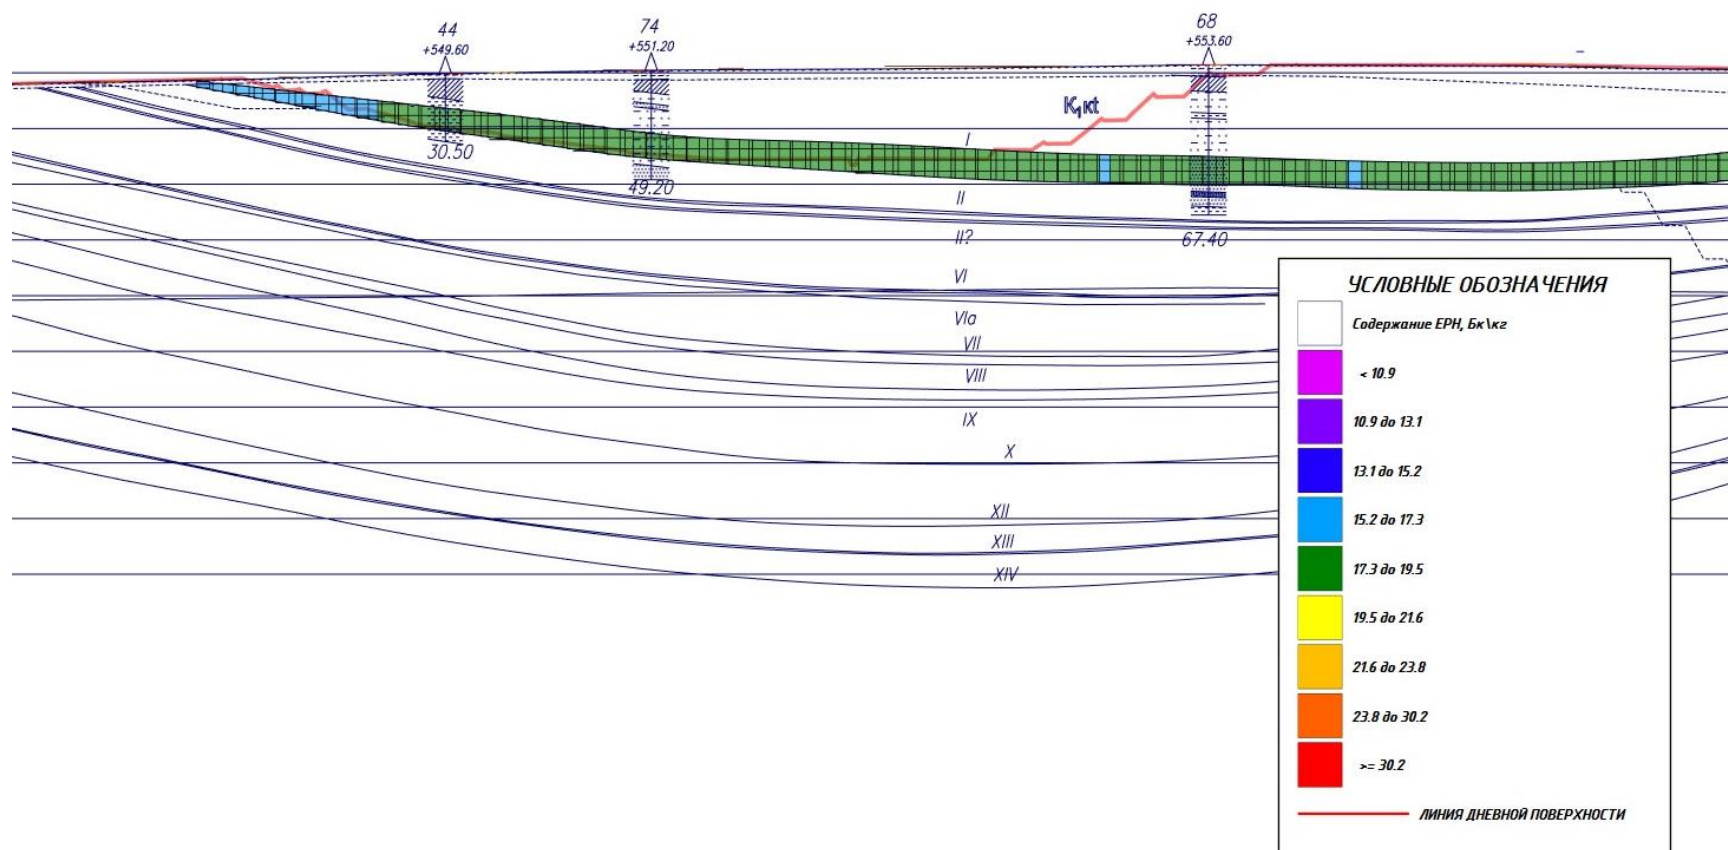 44
+549.60
74
+551.20
68
+553.60
K₁kt
30.50
49.20
67.40
I
II
II?
VI
VIa
VII
VIII
IX
X
XII
XIII
XIV
УСЛОВНЫЕ ОБОЗНАЧЕНИЯ
Содержание ЕРН, Бк\кг
< 10.9
10.9 до 13.1
13.1 до 15.2
15.2 до 17.3
17.3 до 19.5
19.5 до 21.6
21.6 до 23.8
23.8 до 30.2
>= 30.2
ЛИНИЯ ДНЕВНОЙ ПОВЕРХНОСТИ